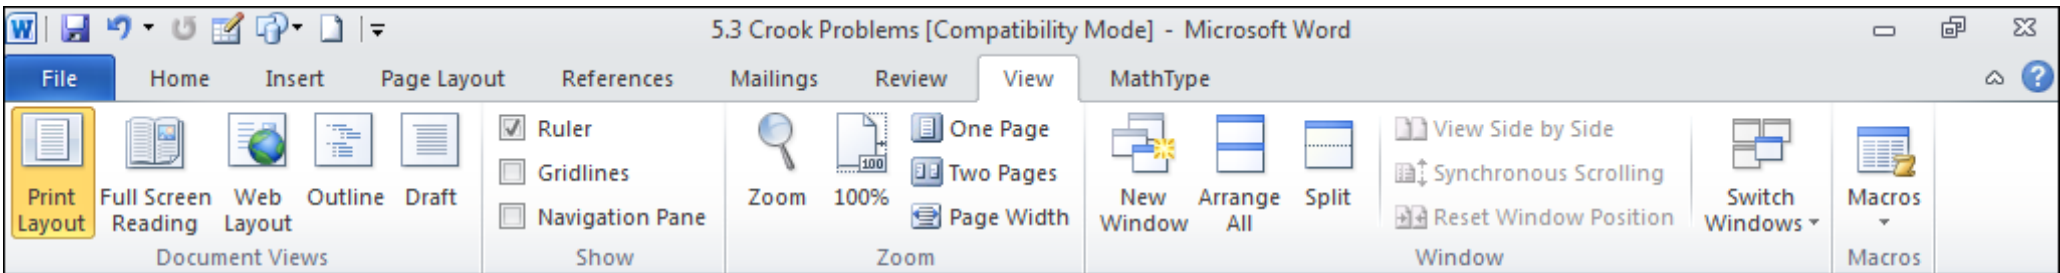 W
5.3 Crook Problems [Compatibility Mode] - Microsoft Word
File Home Insert Page Layout References Mailings Review View MathType
?
Print Layout
Full Screen Reading
Web Layout
Outline
Draft
Document Views
Ruler
Gridlines
Navigation Pane
Show
Zoom
100
100%
One Page
Two Pages
Page Width
Zoom
New Window
Arrange All
Split
View Side by Side
Synchronous Scrolling
Reset Window Position
Switch Windows
Window
Macros
Macros